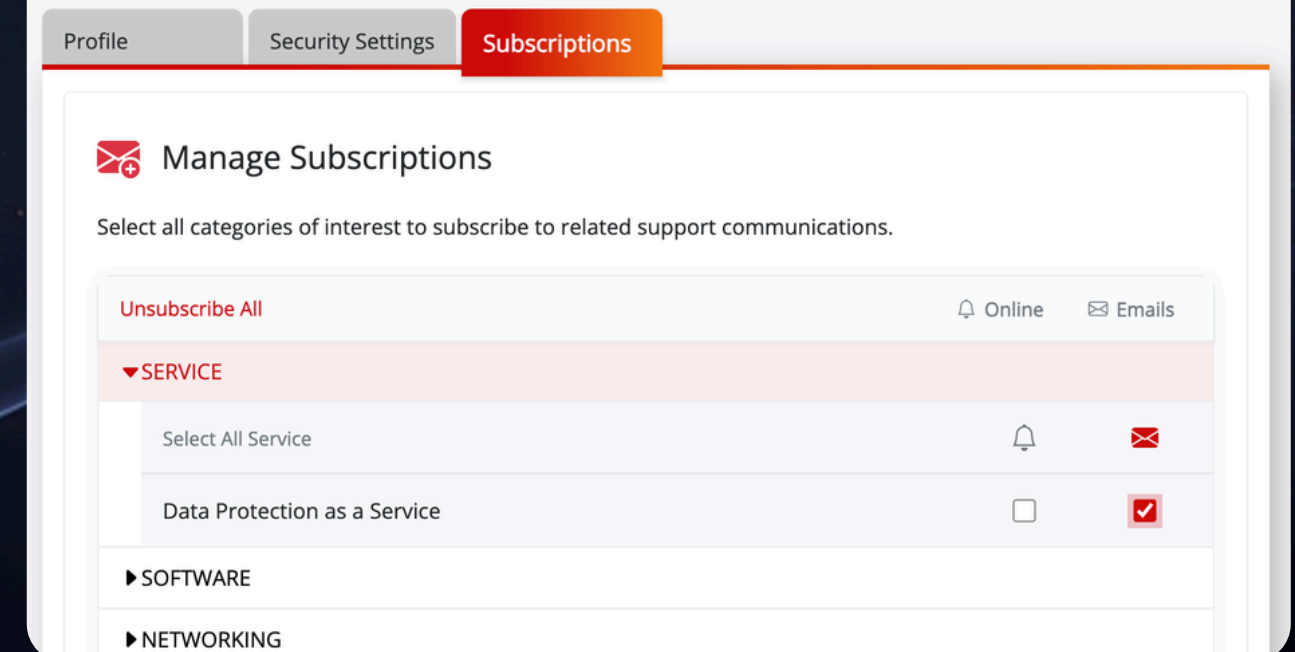 Profile Security Settings Subscriptions
Manage Subscriptions
Select all categories of interest to subscribe to related support communications.
Unsubscribe All Online Emails
SERVICE
Select All Service
Data Protection as a Service
SOFTWARE
NETWORKING